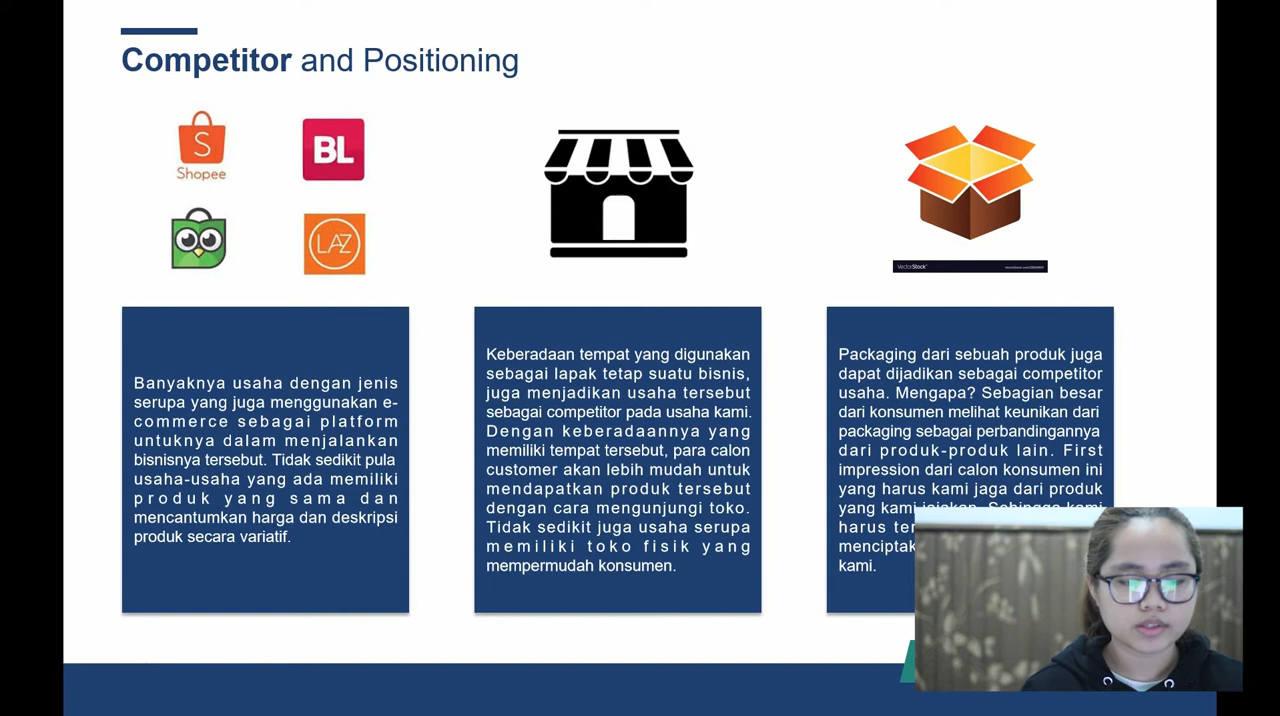 Competitor and Positioning
S
Shopee
BL
LAZ
VectorStock
Banyaknya usaha dengan jenis
serupa yang juga menggunakan e-
commerce sebagai platform
untuknya dalam menjalankan
bisnisnya tersebut. Tidak sedikit pula
usaha-usaha yang ada memiliki
produk yang sama dan
mencantumkan harga dan deskripsi
produk secara variatif.
Keberadaan tempat yang digunakan
sebagai lapak tetap suatu bisnis,
juga menjadikan usaha tersebut
sebagai competitor pada usaha kami.
Dengan keberadaannya yang
memiliki tempat tersebut, para calon
customer akan lebih mudah untuk
mendapatkan produk tersebut
dengan cara mengunjungi toko.
Tidak sedikit juga usaha serupa
memiliki toko fisik yang
mempermudah konsumen.
Packaging dari sebuah produk juga
dapat dijadikan sebagai competitor
usaha. Mengapa? Sebagian besar
dari konsumen melihat keunikan dari
packaging sebagai perbandingannya
dari produk-produk lain. First
impression dari calon konsumen ini
yang harus kami jaga dari produk
yang kami jajakan. Sehingga kami
harus
kami.